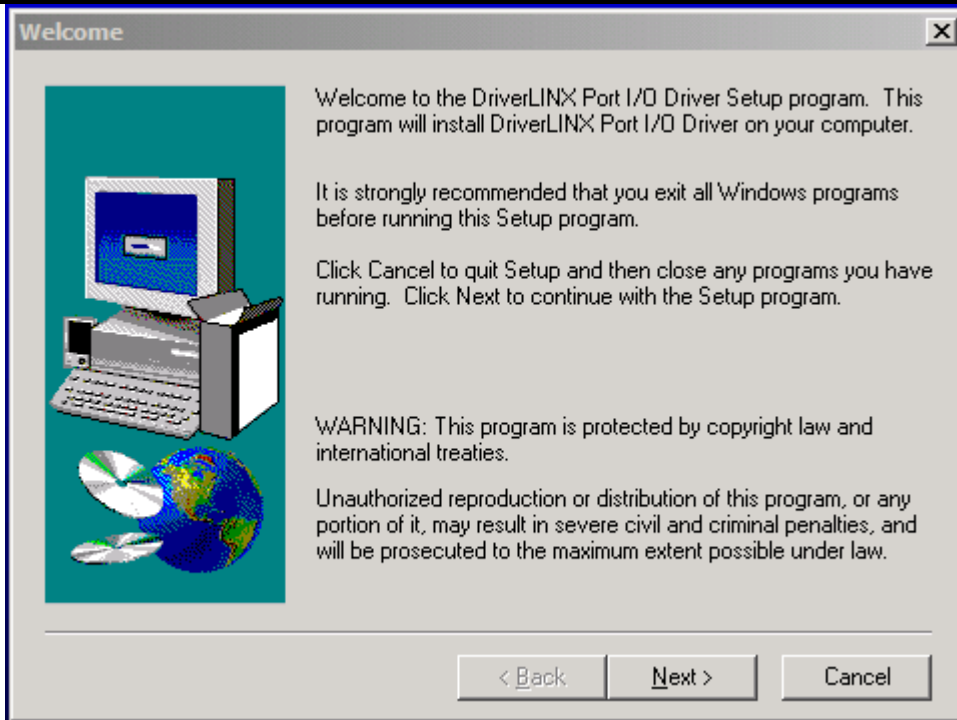 Welcome
Welcome to the DriverLINX Port I/O Driver Setup program.  This
program will install DriverLINX Port I/O Driver on your computer.
It is strongly recommended that you exit all Windows programs
before running this Setup program.
Click Cancel to quit Setup and then close any programs you have
running.  Click Next to continue with the Setup program.
WARNING: This program is protected by copyright law and
international treaties.
Unauthorized reproduction or distribution of this program, or any
portion of it, may result in severe civil and criminal penalties, and
will be prosecuted to the maximum extent possible under law.
< Back
Next >
Cancel